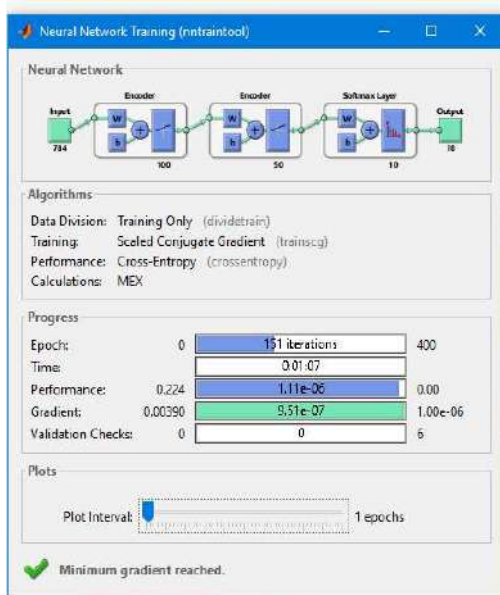 Neural Network Training (nntraintool)
Neural Network
Encoder Encoder Softmax Layer
Input Output
W W W
b b b
784 10
100 50 10
Algorithms
Data Division: Training Only (dividetrain)
Training: Scaled Conjugate Gradient (trainscg)
Performance: Cross-Entropy (crossentropy)
Calculations: MEX
Progress
Epoch: 0 151 iterations 400
Time: 0:01:07
Performance: 0.224 1.11e-06 0.00
Gradient: 0.00390 9.51e-07 1.00e-06
Validation Checks: 0 0 6
Plots
Plot Interval: 1 epochs
Minimum gradient reached.